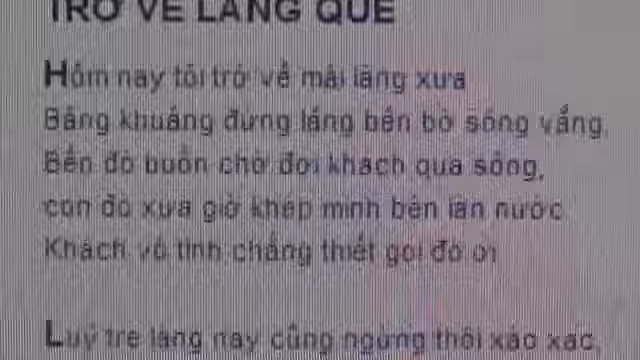 TRỞ VỀ LÀNG QUÊ
Hôm nay tôi trở về mái làng xưa
Bâng khuâng đứng lặng bên bờ sông vắng.
Bến đò buồn chờ đợi khách qua sông,
con đò xưa giờ khép mình bên làn nước
Khách vô tình chẳng thiết gọi đò ơi
Luỹ tre làng nay cũng ngừng thôi xào xạc,